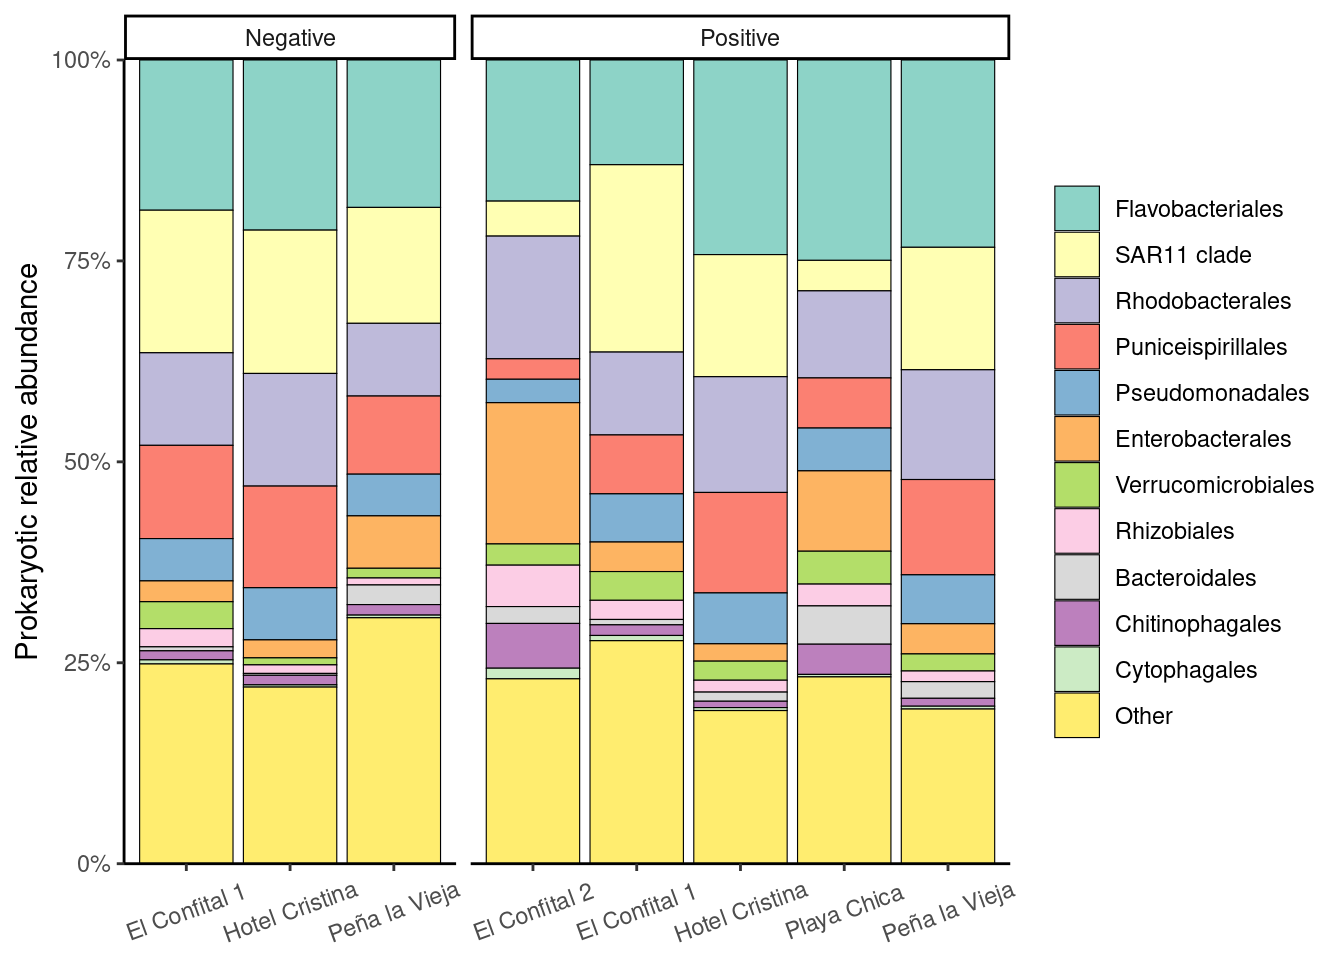 Negative
Positive
Prokaryotic relative abundance
100%
75%
50%
25%
0%
El Confital 1
Hotel Cristina
Peña la Vieja
El Confital 2
El Confital 1
Hotel Cristina
Playa Chica
Peña la Vieja
Flavobacteriales
SAR11 clade
Rhodobacterales
Puniceispirillales
Pseudomonadales
Enterobacterales
Verrucomicrobiales
Rhizobiales
Bacteroidales
Chitinophagales
Cytophagales
Other